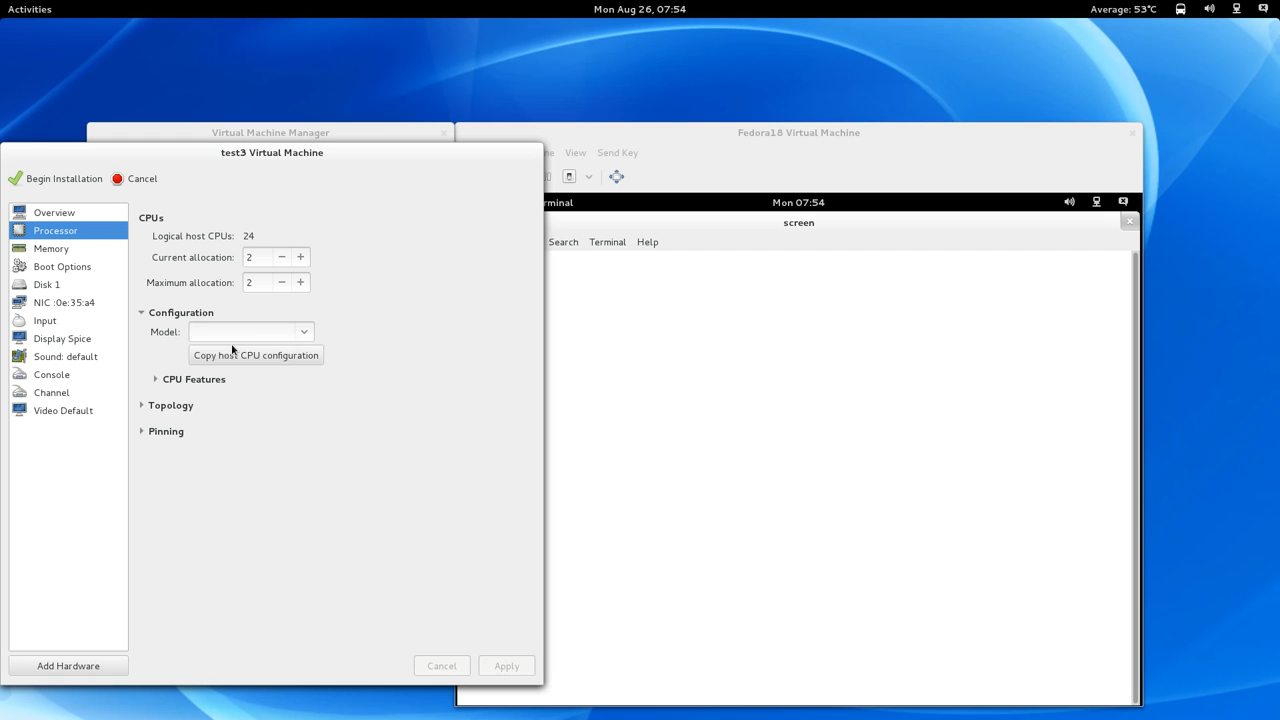 Activities
Mon Aug 26, 07:54
Average: 53°C
Virtual Machine Manager
Fedora18 Virtual Machine
test3 Virtual Machine
View
Send Key
Begin Installation
Cancel
Mon 07:54
screen
Search
Terminal
Help
Overview
Processor
Memory
Boot Options
Disk 1
NIC :0e:35:a4
Input
Display Spice
Sound: default
Console
Channel
Video Default
Add Hardware
CPUs
Logical host CPUs: 24
Current allocation: 2
Maximum allocation: 2
Configuration
Model:
Copy host CPU configuration
CPU Features
Topology
Pinning
Cancel
Apply